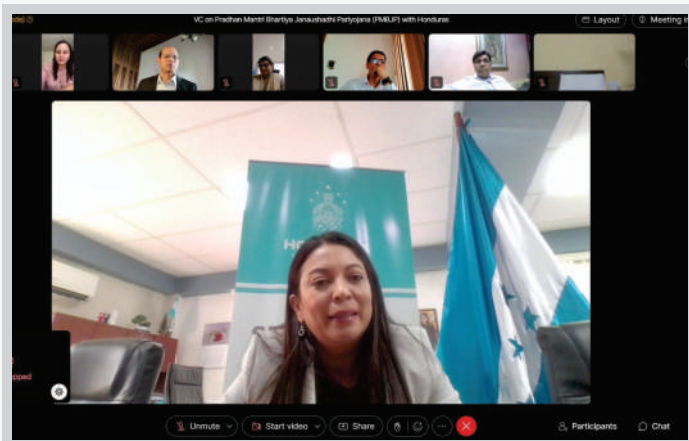 VC on Pradhan Mantri Bhartiya Janaushadhi Pariyojana (PMBJP) with Honduras
Layout
Meeting in
Unmute
Start video
Share
Participants
Chat